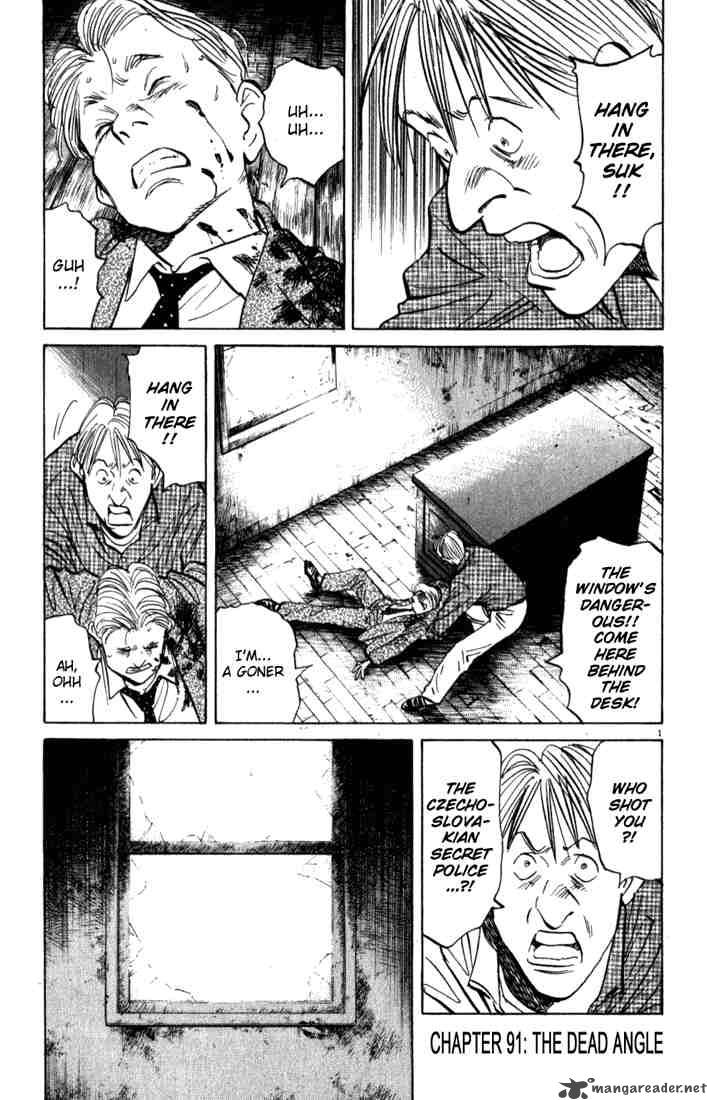 UH...
UH...
GUH
...!
HANG
IN
THERE,
SUK
!!
HANG
IN
THERE
!!
AH,
OHH
...
I'M...
A GONER
...
THE
WINDOW'S
DANGER-
OUS!!
COME
HERE
BEHIND
THE
DESK!
1
WHO
SHOT
YOU
?!
THE
CZECHO-
SLOVA-
KIAN
SECRET
POLICE
...?!
CHAPTER 91: THE DEAD ANGLE
mangareader.net